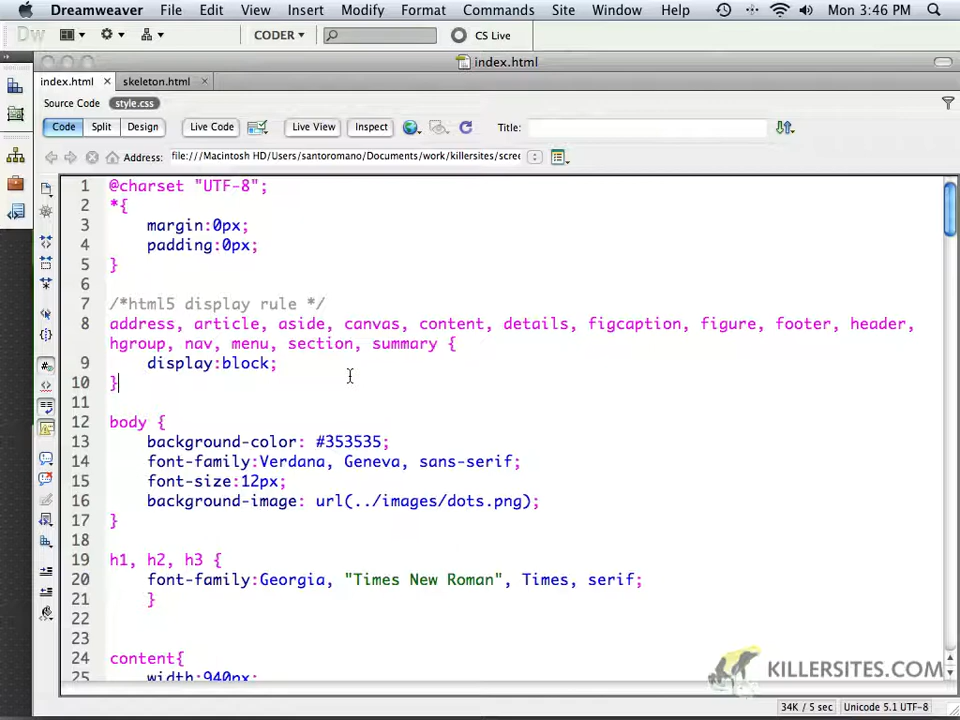 Dreamweaver File Edit View Insert Modify Format Commands Site Window Help Mon 3:46 PM
Dw CODER CS Live
index.html
index.html skeleton.html
Source Code style.css
Code Split Design Live Code Live View Inspect Title:
Address: file:///Macintosh HD/Users/santoromano/Documents/work/killersites/scree
1 @charset "UTF-8";
2 *{
3 margin:0px;
4 padding:0px;
5 }
6
7 /*html5 display rule */
8 address, article, aside, canvas, content, details, figcaption, figure, footer, header,
hgroup, nav, menu, section, summary {
9 display:block;
10 }
11
12 body {
13 background-color: #353535;
14 font-family:Verdana, Geneva, sans-serif;
15 font-size:12px;
16 background-image: url(../images/dots.png);
17 }
18
19 h1, h2, h3 {
20 font-family:Georgia, "Times New Roman", Times, serif;
21 }
22
23
24 content{
25 width:940px;
KILLERSITES.COM
34K / 5 sec Unicode 5.1 UTF-8